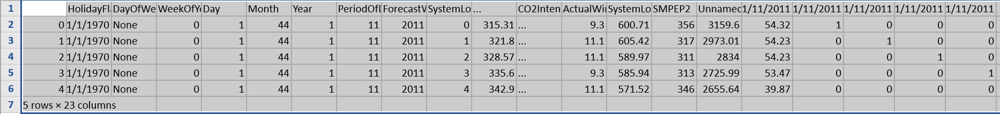 1 HolidayFl DayOfWe WeekOfYe Day Month Year PeriodOfD ForecastW SystemLo ... CO2Inten ActualWin SystemLo SMPEP2 Unnamed 1/11/2011 1/11/2011 1/11/2011 1/11/2011
2 0 1/1/1970 None 0 1 44 1 11 2011 0 315.31 ... 9.3 600.71 356 3159.6 54.32 1 0 0 0
3 1 1/1/1970 None 0 1 44 1 11 2011 1 321.8 ... 11.1 605.42 317 2973.01 54.23 0 1 0 0
4 2 1/1/1970 None 0 1 44 1 11 2011 2 328.57 ... 11.1 589.97 311 2834 54.23 0 0 1 0
5 3 1/1/1970 None 0 1 44 1 11 2011 3 335.6 ... 9.3 585.94 313 2725.99 53.47 0 0 0 1
6 4 1/1/1970 None 0 1 44 1 11 2011 4 342.9 ... 11.1 571.52 346 2655.64 39.87 0 0 0 0
7 5 rows × 23 columns